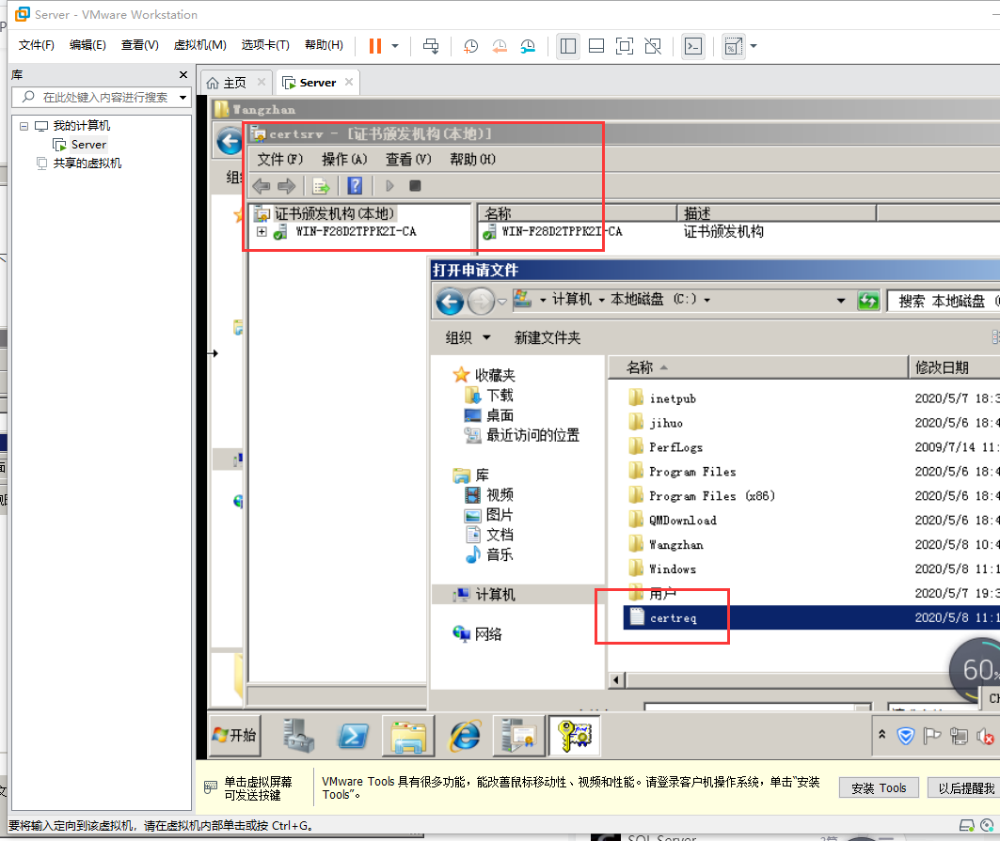 Server - VMware Workstation
文件(F) 编辑(E) 查看(V) 虚拟机(M) 选项卡(T) 帮助(H)
库
在此处键入内容进行搜索
我的计算机
Server
共享的虚拟机
主页
Server
Wangzhan
certsrv - [证书颁发机构(本地)]
文件(F) 操作(A) 查看(V) 帮助(H)
证书颁发机构(本地)
WIN-F28D2TPPK2I-CA
名称 描述
WIN-F28D2TPPK2I-CA 证书颁发机构
打开申请文件
计算机 本地磁盘 (C:)
搜索 本地磁盘 (
组织 新建文件夹
收藏夹
下载
桌面
最近访问的位置
库
视频
图片
文档
音乐
计算机
网络
名称 修改日期
inetpub 2020/5/7 18:3
jihuo 2020/5/6 18:4
PerfLogs 2009/7/14 11:
Program Files 2020/5/6 18:4
Program Files (x86) 2020/5/6 18:4
QMDownload 2020/5/6 18:4
Wangzhan 2020/5/8 10:4
Windows 2020/5/8 11:1
用户 2020/5/7 19:3
certreq 2020/5/8 11:1
60%
开始
单击虚拟屏幕
可发送按键
VMware Tools 具有很多功能，能改善鼠标移动性、视频和性能。请登录客户机操作系统，单击“安装
Tools”。
安装 Tools
以后提醒我
要将输入定向到该虚拟机，请在虚拟机内部单击或按 Ctrl+G。
SQL Server